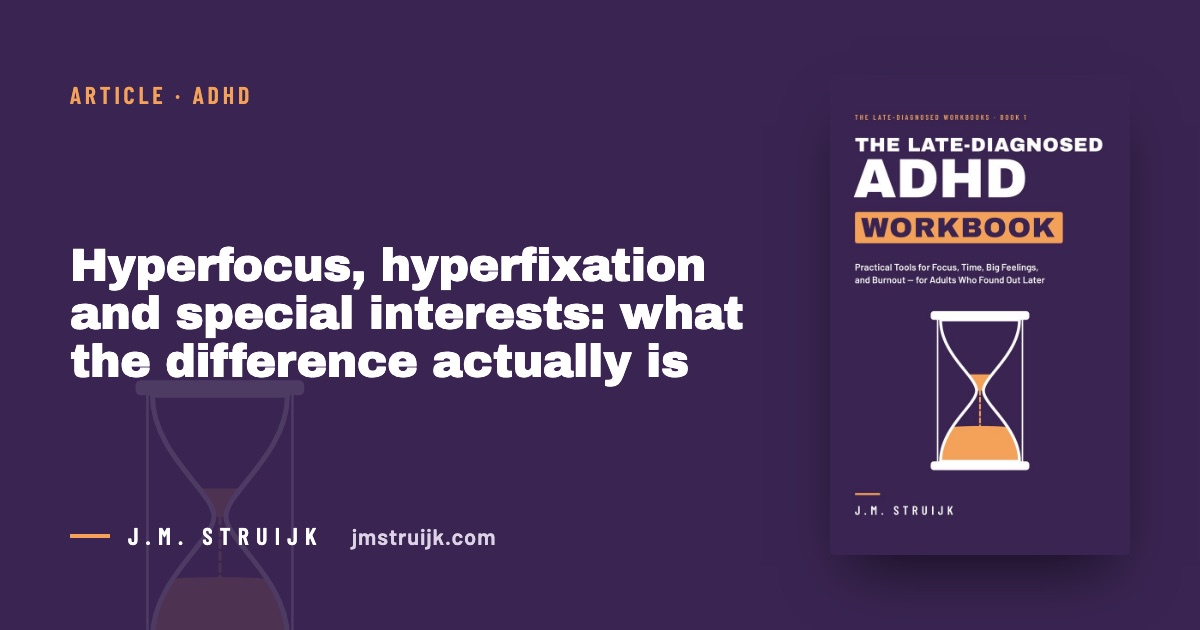 ARTICLE · ADHD
Hyperfocus, hyperfixation
and special interests: what
the difference actually is
J.M. STRUIJK jmstruijk.com
THE LATE-DIAGNOSED WORKBOOKS · BOOK 1
THE LATE-DIAGNOSED
ADHD
WORKBOOK
Practical Tools for Focus, Time, Big Feelings,
and Burnout — for Adults Who Found Out Later
J.M. STRUIJK